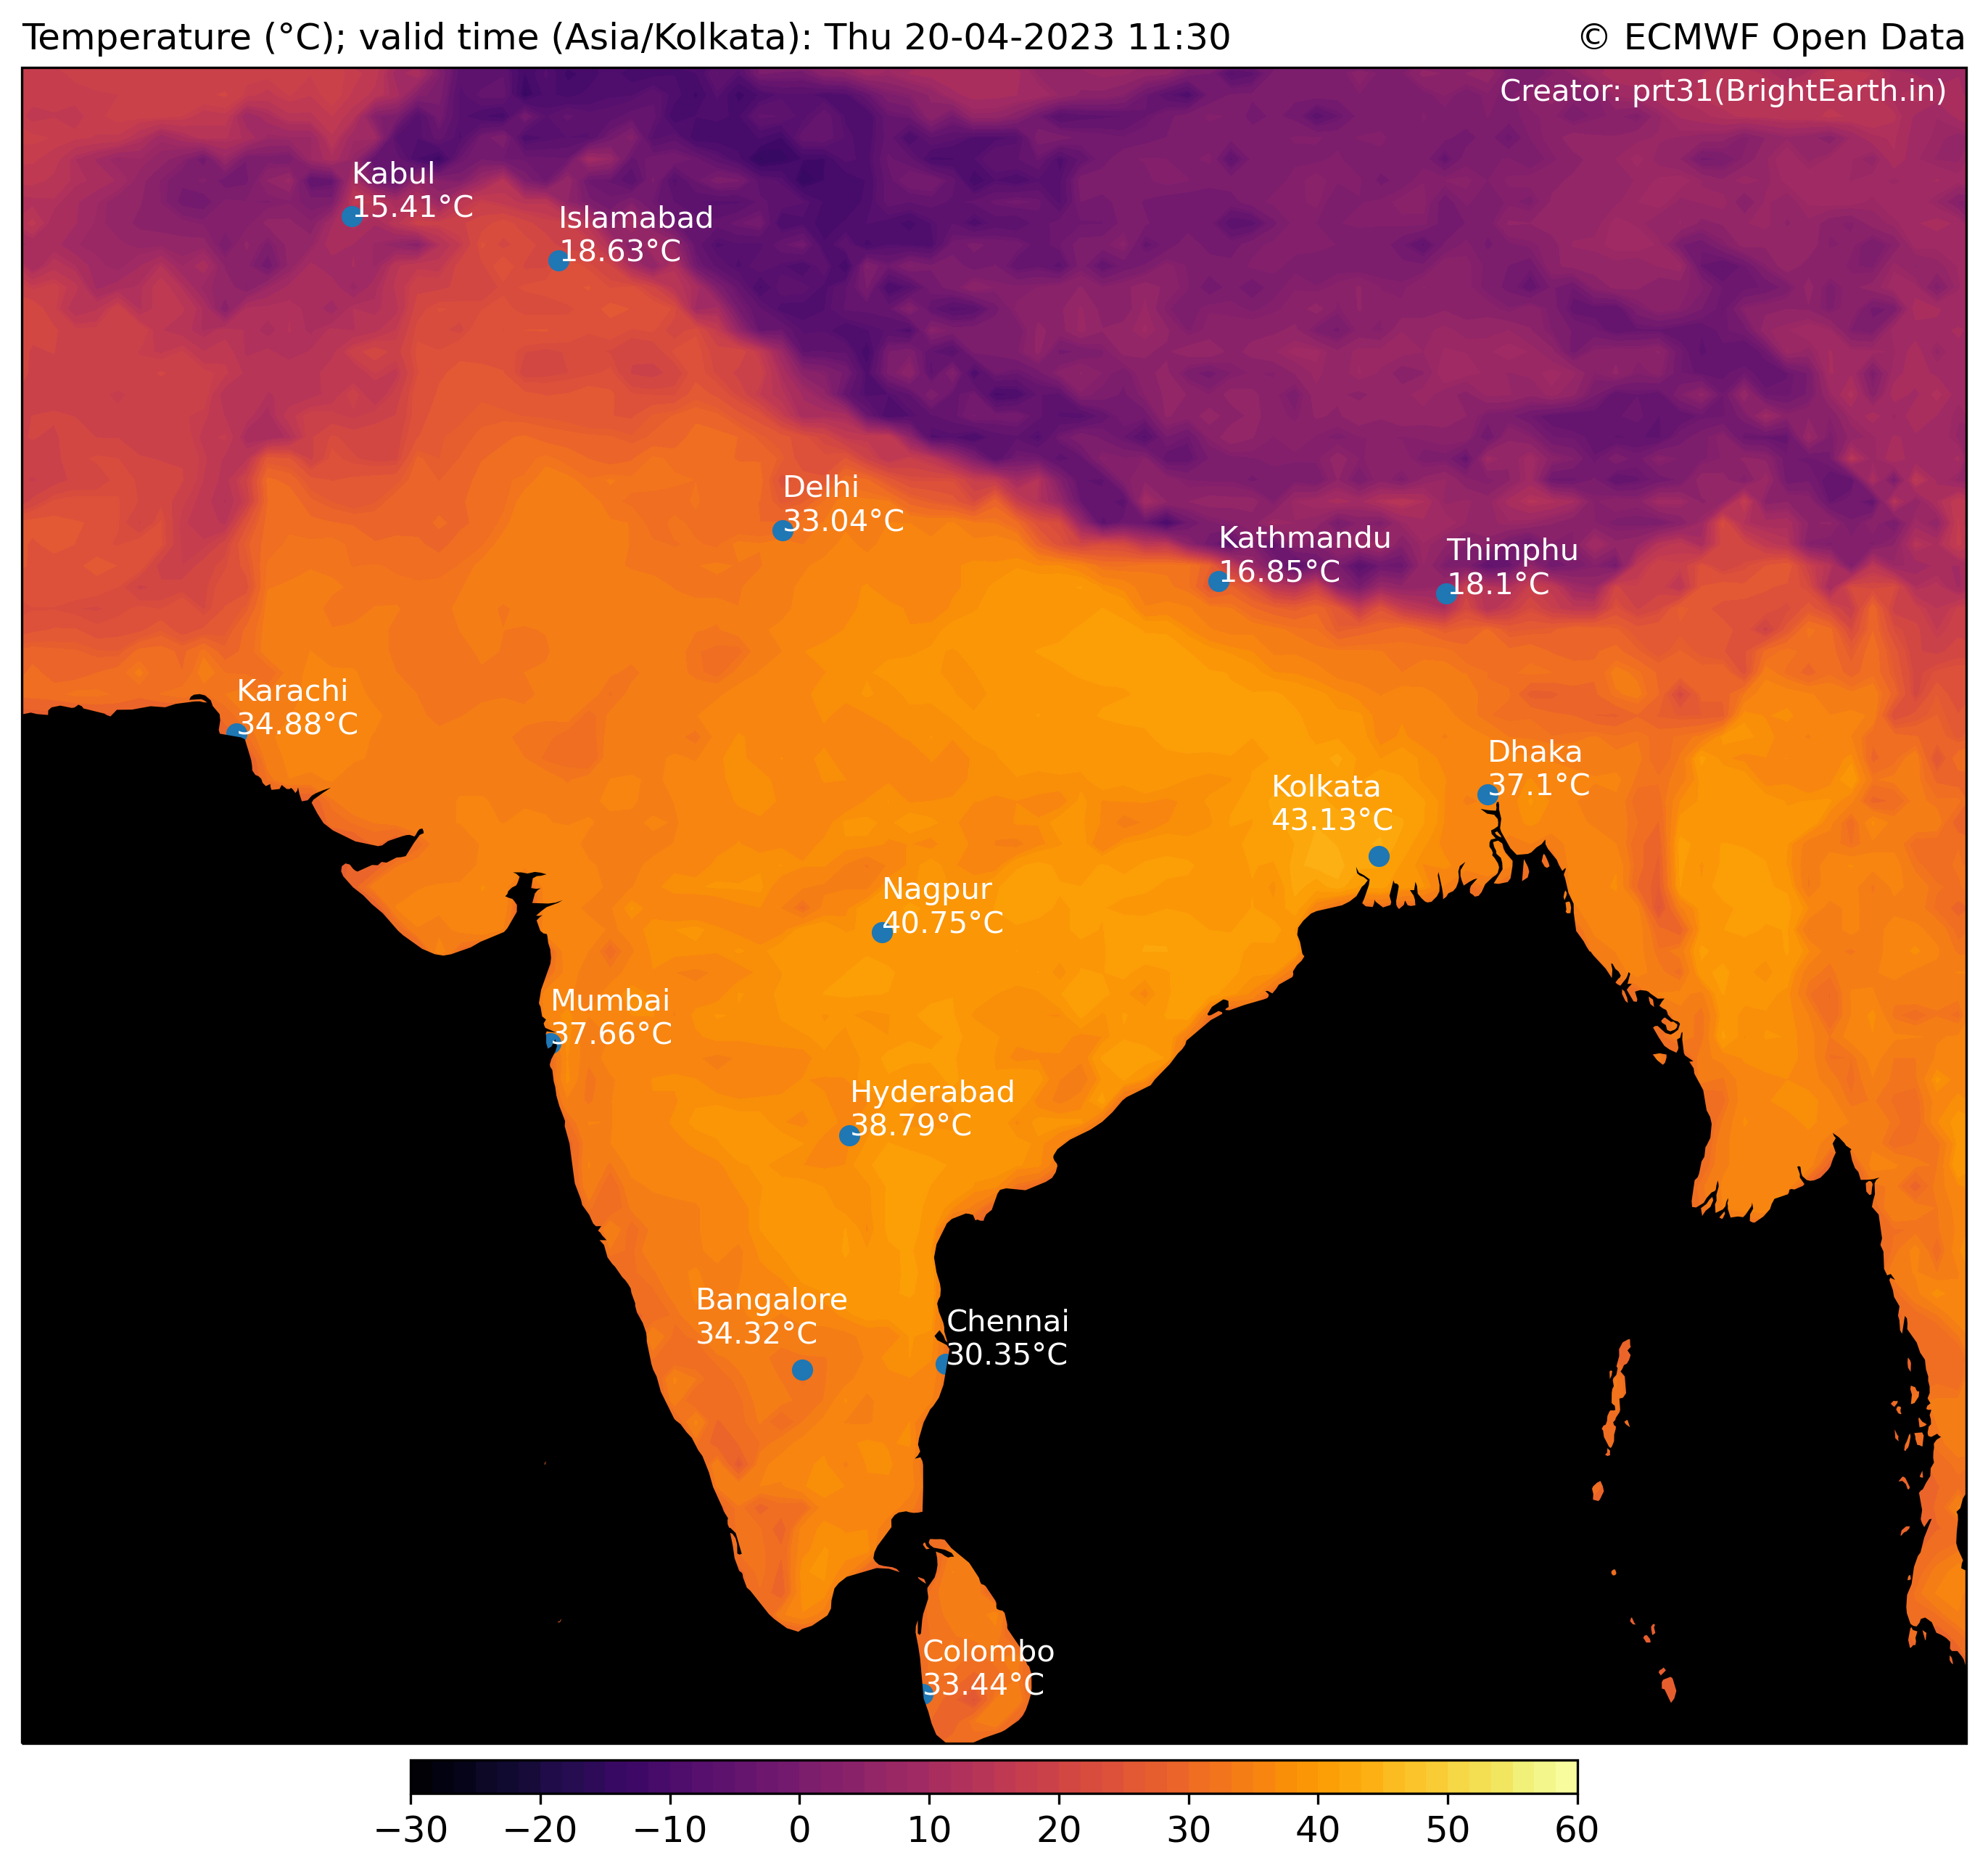 Temperature (°C); valid time (Asia/Kolkata): Thu 20-04-2023 11:30
© ECMWF Open Data
Creator: prt31(BrightEarth.in)
Kabul
15.41°C
Islamabad
18.63°C
Delhi
33.04°C
Kathmandu
16.85°C
Thimphu
18.1°C
Karachi
34.88°C
Dhaka
37.1°C
Kolkata
43.13°C
Nagpur
40.75°C
Mumbai
37.66°C
Hyderabad
38.79°C
Bangalore
34.32°C
Chennai
30.35°C
Colombo
33.44°C
−30 −20 −10 0 10 20 30 40 50 60